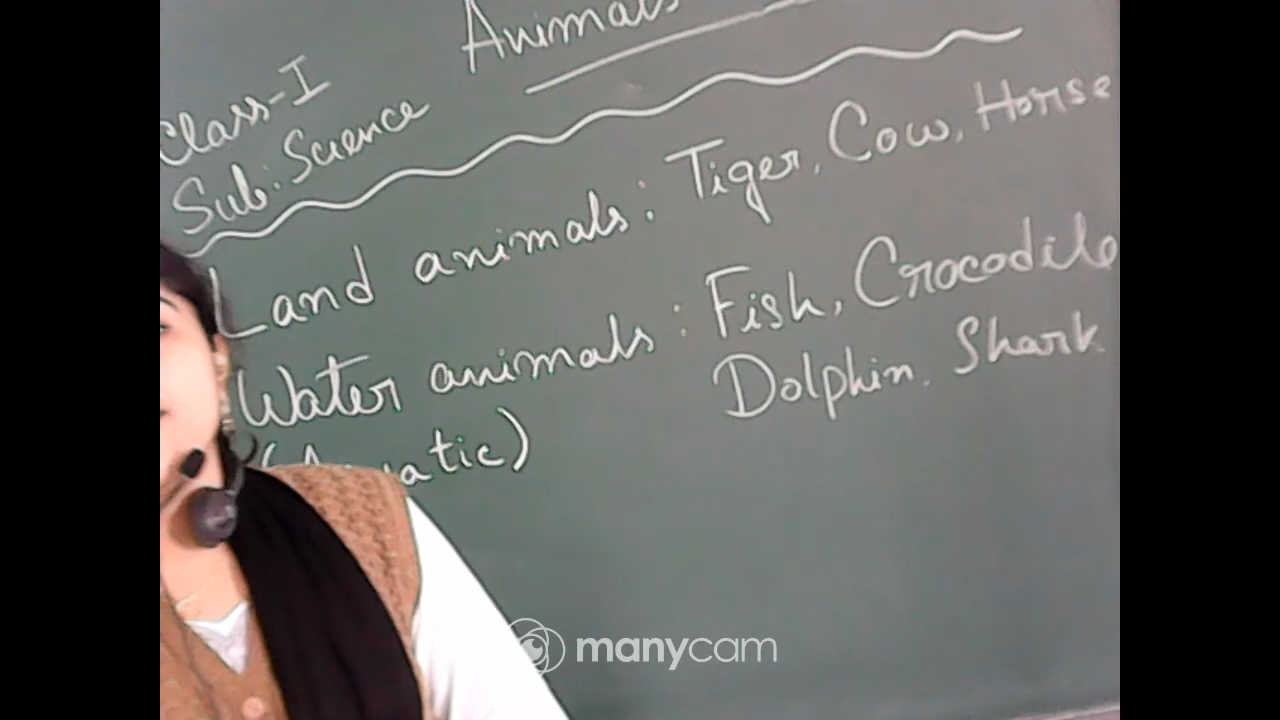 Animals
Class-I
Sub: Science
Land animals: Tiger, Cow, Horse
Water animals: Fish, Crocodile
Dolphin. Shark
manycam